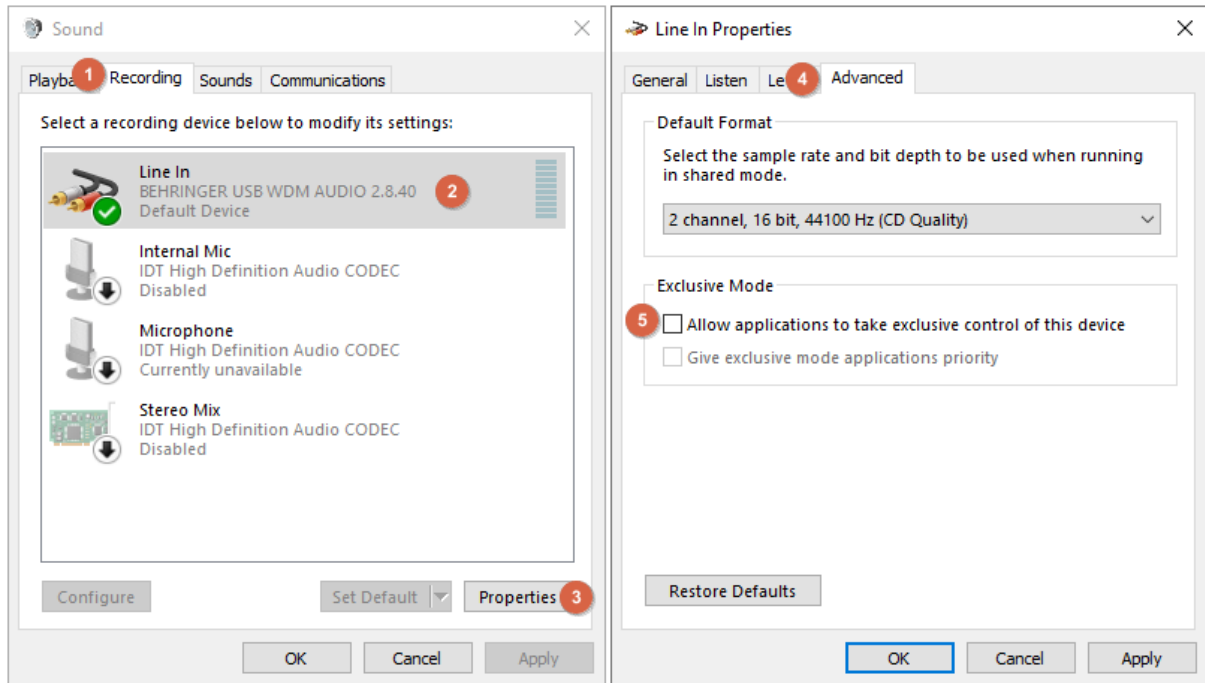 Sound
1
Recording Sounds Communications
Select a recording device below to modify its settings:
Line In
BEHRINGER USB WDM AUDIO 2.8.40
Default Device
2
Internal Mic
IDT High Definition Audio CODEC
Disabled
Microphone
IDT High Definition Audio CODEC
Currently unavailable
Stereo Mix
IDT High Definition Audio CODEC
Disabled
Configure Set Default Properties 3
OK Cancel Apply
Line In Properties
General Listen 4 Advanced
Default Format
Select the sample rate and bit depth to be used when running
in shared mode.
2 channel, 16 bit, 44100 Hz (CD Quality)
Exclusive Mode
5 Allow applications to take exclusive control of this device
Give exclusive mode applications priority
Restore Defaults
OK Cancel Apply